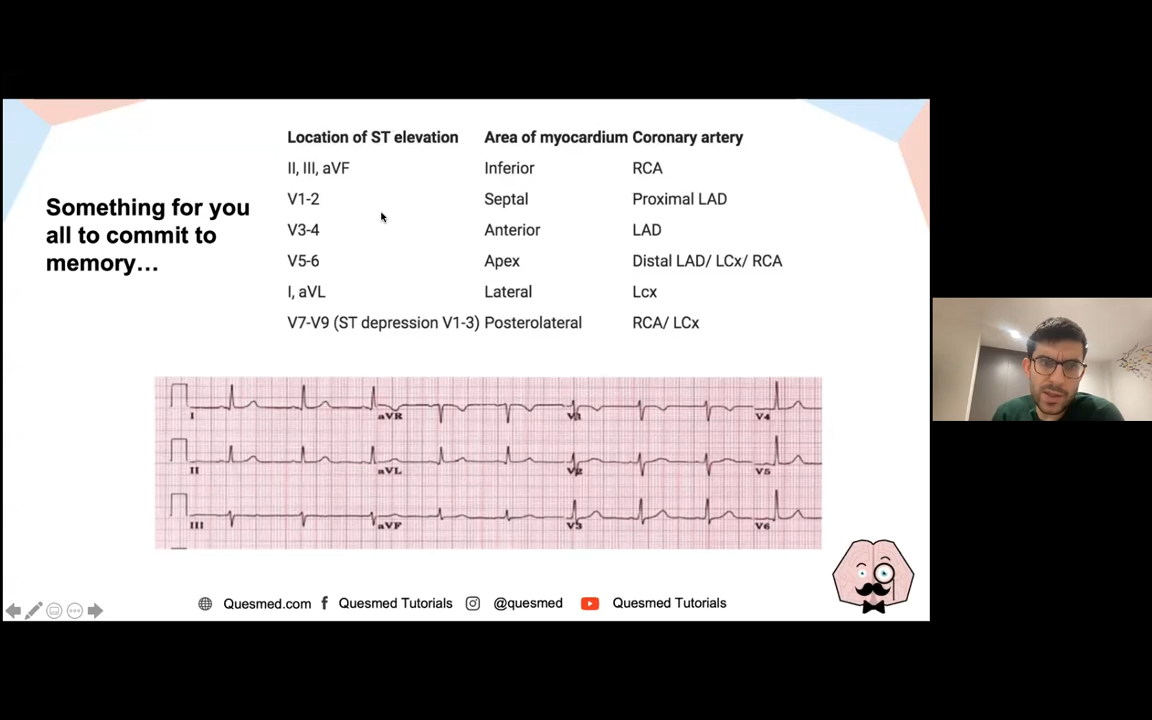 Something for you
all to commit to
memory…
Location of ST elevation Area of myocardium Coronary artery
II, III, aVF Inferior RCA
V1-2 Septal Proximal LAD
V3-4 Anterior LAD
V5-6 Apex Distal LAD/ LCx/ RCA
I, aVL Lateral Lcx
V7-V9 (ST depression V1-3) Posterolateral RCA/ LCx
I aVR V1 V4
II aVL V2 V5
III aVF V3 V6
Quesmed.com Quesmed Tutorials @quesmed Quesmed Tutorials